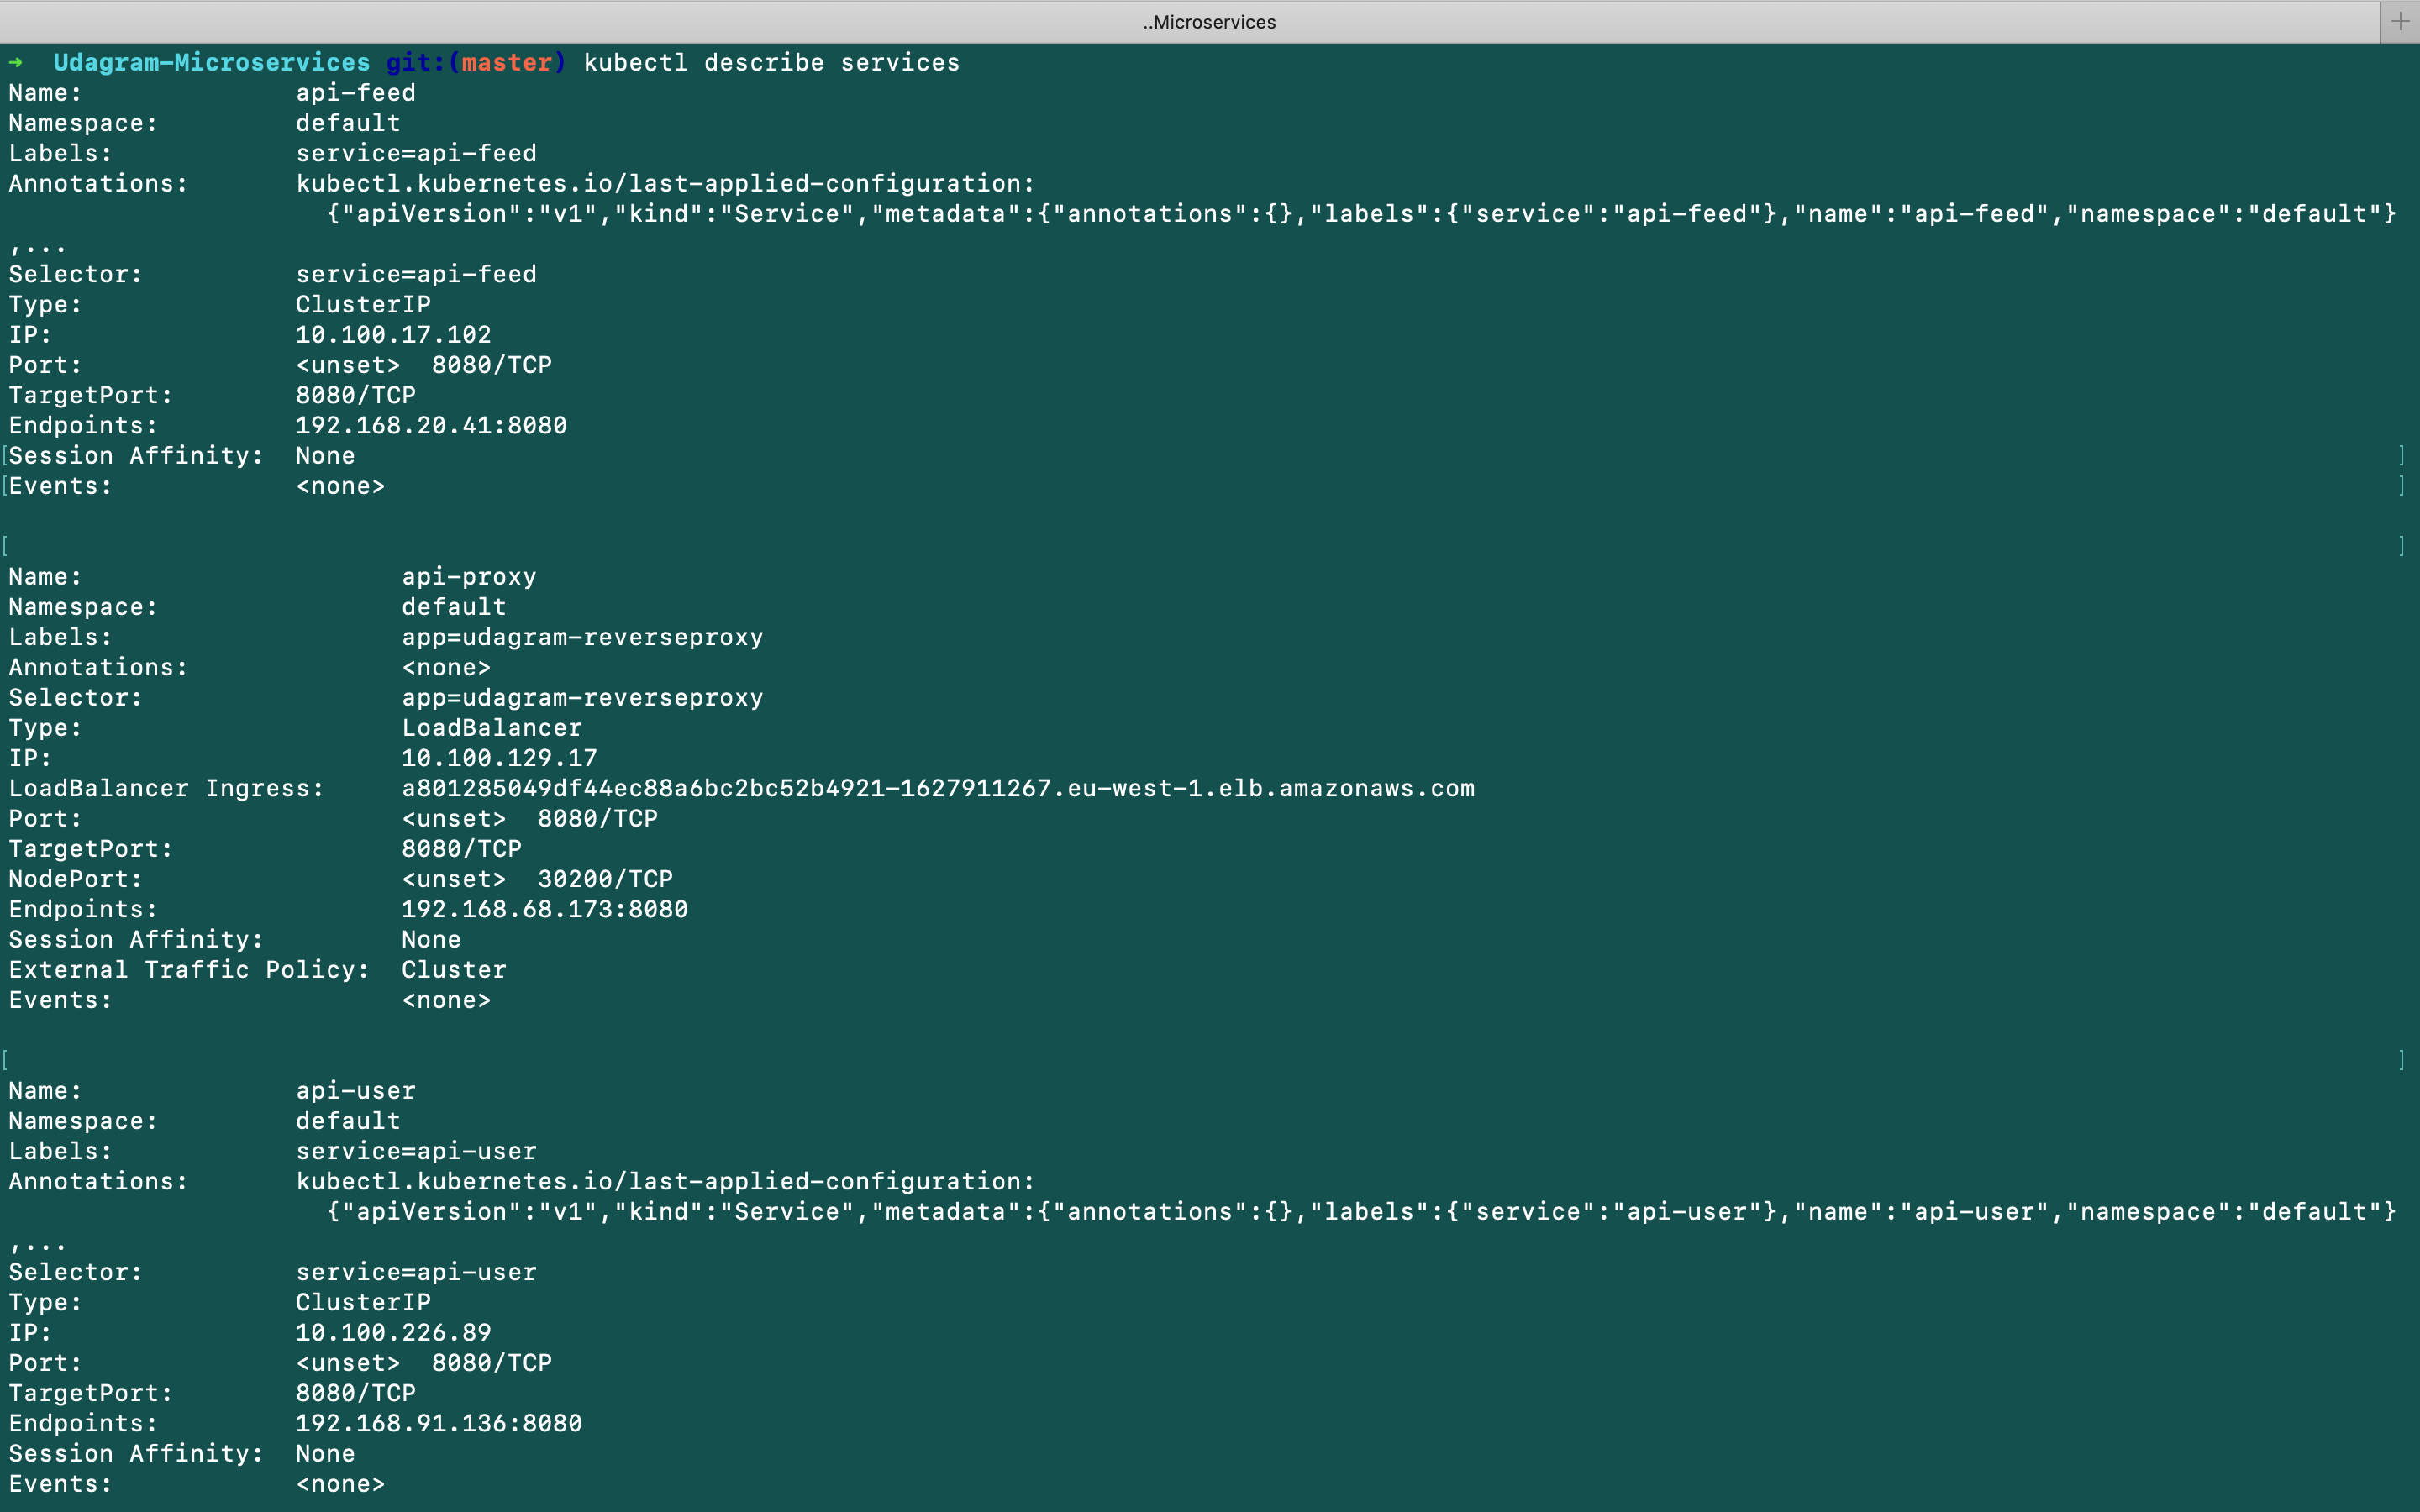 ..Microservices
➜  Udagram-Microservices git:(master) kubectl describe services
Name:              api-feed
Namespace:         default
Labels:            service=api-feed
Annotations:       kubectl.kubernetes.io/last-applied-configuration:
                     {"apiVersion":"v1","kind":"Service","metadata":{"annotations":{},"labels":{"service":"api-feed"},"name":"api-feed","namespace":"default"}
,...
Selector:          service=api-feed
Type:              ClusterIP
IP:                10.100.17.102
Port:              <unset>  8080/TCP
TargetPort:        8080/TCP
Endpoints:         192.168.20.41:8080
[Session Affinity:  None ]
[Events:            <none> ]
[ ]
Name:                     api-proxy
Namespace:                default
Labels:                   app=udagram-reverseproxy
Annotations:              <none>
Selector:                 app=udagram-reverseproxy
Type:                     LoadBalancer
IP:                       10.100.129.17
LoadBalancer Ingress:     a801285049df44ec88a6bc2bc52b4921-1627911267.eu-west-1.elb.amazonaws.com
Port:                     <unset>  8080/TCP
TargetPort:               8080/TCP
NodePort:                 <unset>  30200/TCP
Endpoints:                192.168.68.173:8080
Session Affinity:         None
External Traffic Policy:  Cluster
Events:                   <none>
[ ]
Name:              api-user
Namespace:         default
Labels:            service=api-user
Annotations:       kubectl.kubernetes.io/last-applied-configuration:
                     {"apiVersion":"v1","kind":"Service","metadata":{"annotations":{},"labels":{"service":"api-user"},"name":"api-user","namespace":"default"}
,...
Selector:          service=api-user
Type:              ClusterIP
IP:                10.100.226.89
Port:              <unset>  8080/TCP
TargetPort:        8080/TCP
Endpoints:         192.168.91.136:8080
Session Affinity:  None
Events:            <none>